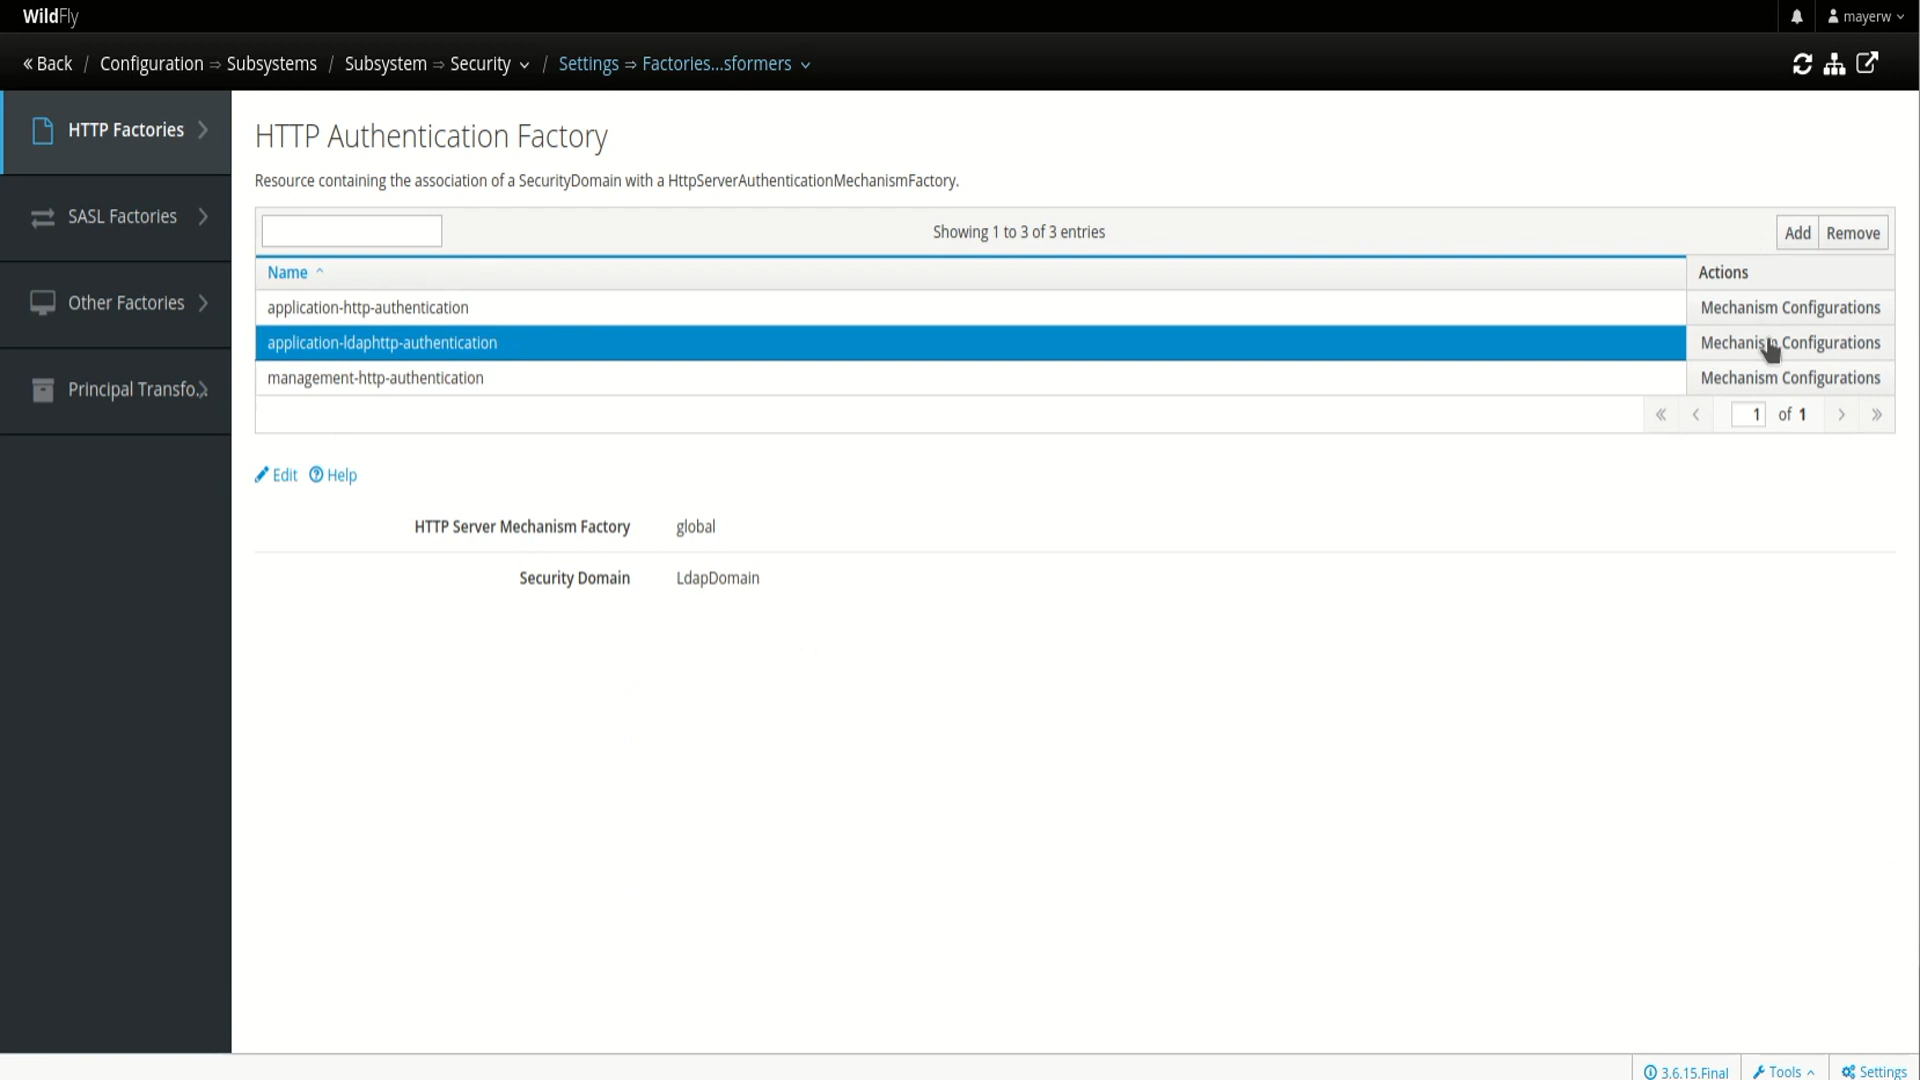 WildFly
mayerw
« Back / Configuration ⇒ Subsystems / Subsystem ⇒ Security / Settings ⇒ Factories...sformers
HTTP Factories
SASL Factories
Other Factories
Principal Transfo..
HTTP Authentication Factory
Resource containing the association of a SecurityDomain with a HttpServerAuthenticationMechanismFactory.
Showing 1 to 3 of 3 entries
Add Remove
Name Actions
application-http-authentication Mechanism Configurations
application-ldaphttp-authentication Mechanism Configurations
management-http-authentication Mechanism Configurations
« ‹ 1 of 1 › »
Edit Help
HTTP Server Mechanism Factory global
Security Domain LdapDomain
3.6.15.Final Tools Settings